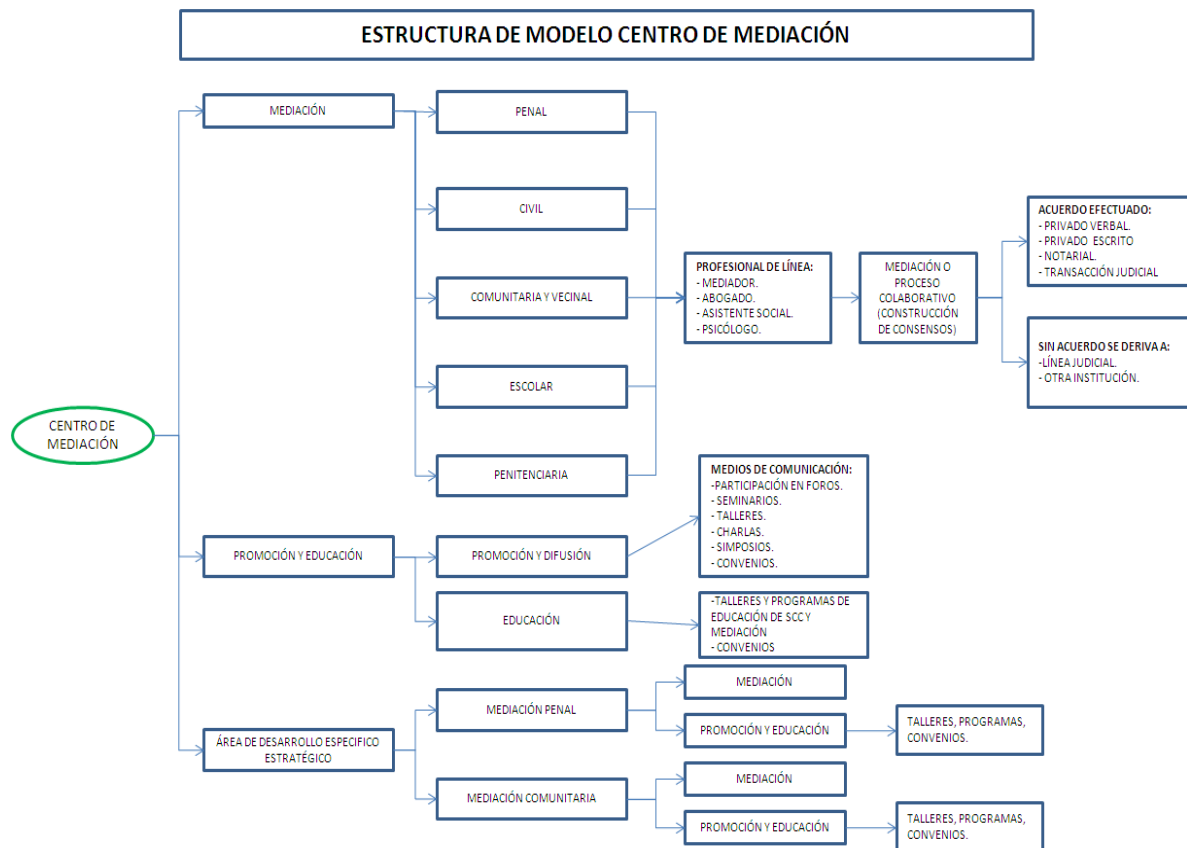 ESTRUCTURA DE MODELO CENTRO DE MEDIACIÓN
CENTRO DE
MEDIACIÓN
MEDIACIÓN
PENAL
CIVIL
COMUNITARIA Y VECINAL
ESCOLAR
PENITENCIARIA
PROFESIONAL DE LÍNEA:
- MEDIADOR.
- ABOGADO.
- ASISTENTE SOCIAL.
- PSICÓLOGO.
MEDIACIÓN O
PROCESO
COLABORATIVO
(CONSTRUCCIÓN
DE CONSENSOS)
ACUERDO EFECTUADO:
- PRIVADO VERBAL.
- PRIVADO ESCRITO
- NOTARIAL.
- TRANSACCIÓN JUDICIAL
SIN ACUERDO SE DERIVA A:
-LÍNEA JUDICIAL.
- OTRA INSTITUCIÓN.
PROMOCIÓN Y EDUCACIÓN
PROMOCIÓN Y DIFUSIÓN
MEDIOS DE COMUNICACIÓN:
-PARTICIPACIÓN EN FOROS.
- SEMINARIOS.
- TALLERES.
- CHARLAS.
- SIMPOSIOS.
- CONVENIOS.
EDUCACIÓN
-TALLERES Y PROGRAMAS DE
EDUCACIÓN DE SCC Y
MEDIACIÓN
- CONVENIOS
ÁREA DE DESARROLLO ESPECIFICO
ESTRATÉGICO
MEDIACIÓN PENAL
MEDIACIÓN
PROMOCIÓN Y EDUCACIÓN
TALLERES, PROGRAMAS,
CONVENIOS.
MEDIACIÓN COMUNITARIA
MEDIACIÓN
PROMOCIÓN Y EDUCACIÓN
TALLERES, PROGRAMAS,
CONVENIOS.